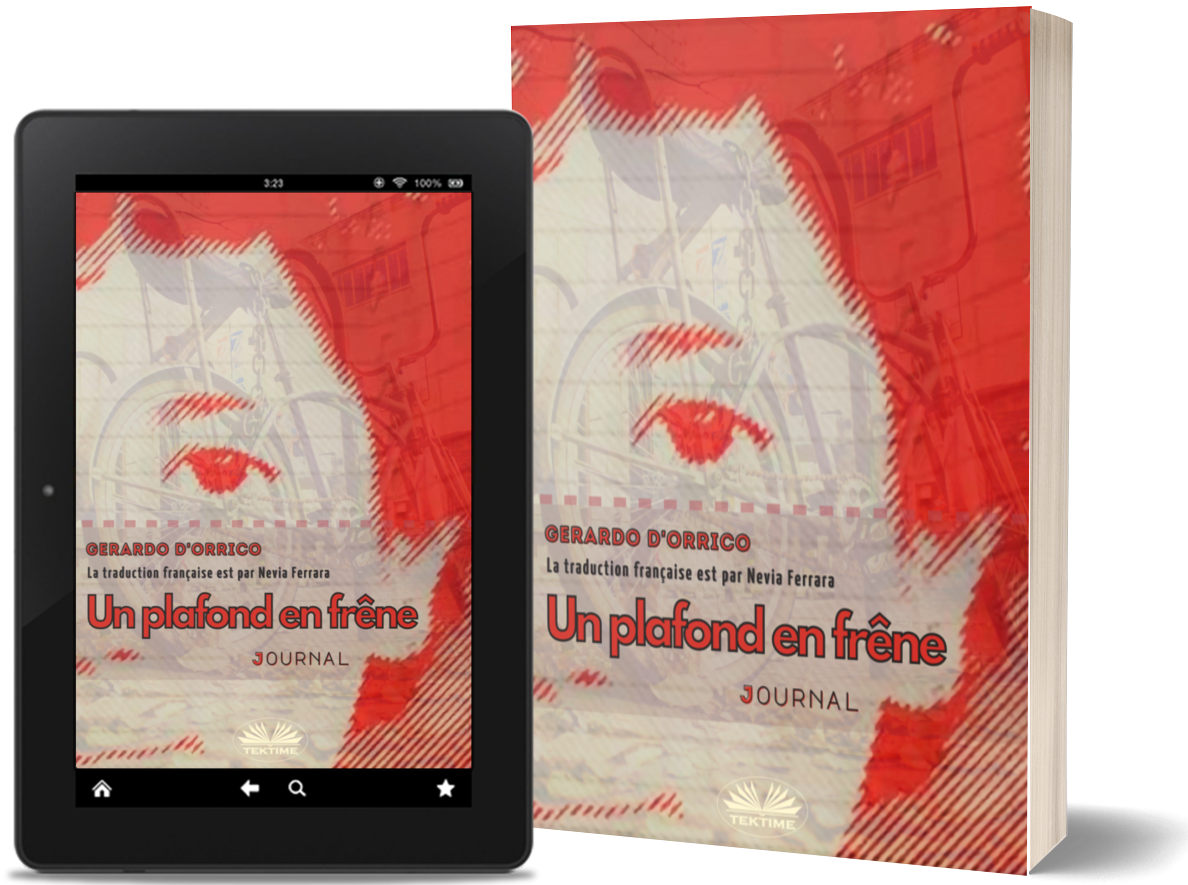 3:23
100%
GERARDO D'ORRICO
La traduction française est par Nevia Ferrara
Un plafond en frêne
JOURNAL
TEKTIME
GERARDO D'ORRICO
La traduction française est par Nevia Ferrara
Un plafond en frêne
JOURNAL
TEKTIME